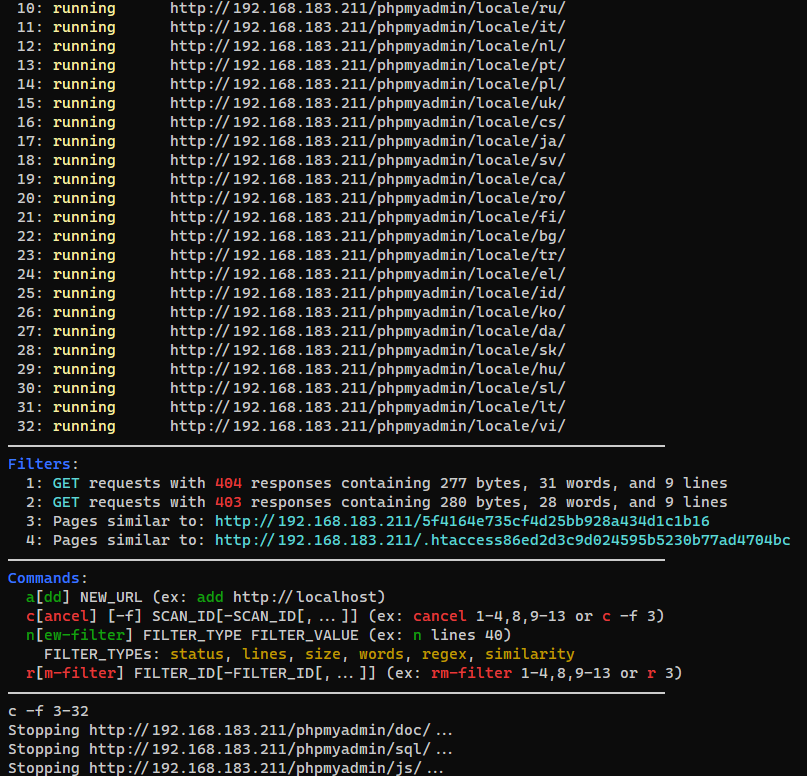 10: running      http://192.168.183.211/phpmyadmin/locale/ru/
11: running      http://192.168.183.211/phpmyadmin/locale/it/
12: running      http://192.168.183.211/phpmyadmin/locale/nl/
13: running      http://192.168.183.211/phpmyadmin/locale/pt/
14: running      http://192.168.183.211/phpmyadmin/locale/pl/
15: running      http://192.168.183.211/phpmyadmin/locale/uk/
16: running      http://192.168.183.211/phpmyadmin/locale/cs/
17: running      http://192.168.183.211/phpmyadmin/locale/ja/
18: running      http://192.168.183.211/phpmyadmin/locale/sv/
19: running      http://192.168.183.211/phpmyadmin/locale/ca/
20: running      http://192.168.183.211/phpmyadmin/locale/ro/
21: running      http://192.168.183.211/phpmyadmin/locale/fi/
22: running      http://192.168.183.211/phpmyadmin/locale/bg/
23: running      http://192.168.183.211/phpmyadmin/locale/tr/
24: running      http://192.168.183.211/phpmyadmin/locale/el/
25: running      http://192.168.183.211/phpmyadmin/locale/id/
26: running      http://192.168.183.211/phpmyadmin/locale/ko/
27: running      http://192.168.183.211/phpmyadmin/locale/da/
28: running      http://192.168.183.211/phpmyadmin/locale/sk/
29: running      http://192.168.183.211/phpmyadmin/locale/hu/
30: running      http://192.168.183.211/phpmyadmin/locale/sl/
31: running      http://192.168.183.211/phpmyadmin/locale/lt/
32: running      http://192.168.183.211/phpmyadmin/locale/vi/
Filters:
1: GET requests with 404 responses containing 277 bytes, 31 words, and 9 lines
2: GET requests with 403 responses containing 280 bytes, 28 words, and 9 lines
3: Pages similar to: http://192.168.183.211/5f4164e735cf4d25bb928a434d1c1b16
4: Pages similar to: http://192.168.183.211/.htaccess86ed2d3c9d024595b5230b77ad4704bc
Commands:
a[dd] NEW_URL (ex: add http://localhost)
c[ancel] [-f] SCAN_ID[-SCAN_ID[,...]] (ex: cancel 1-4,8,9-13 or c -f 3)
n[ew-filter] FILTER_TYPE FILTER_VALUE (ex: n lines 40)
FILTER_TYPEs: status, lines, size, words, regex, similarity
r[m-filter] FILTER_ID[-FILTER_ID[,...]] (ex: rm-filter 1-4,8,9-13 or r 3)
c -f 3-32
Stopping http://192.168.183.211/phpmyadmin/doc/...
Stopping http://192.168.183.211/phpmyadmin/sql/...
Stopping http://192.168.183.211/phpmyadmin/js/...